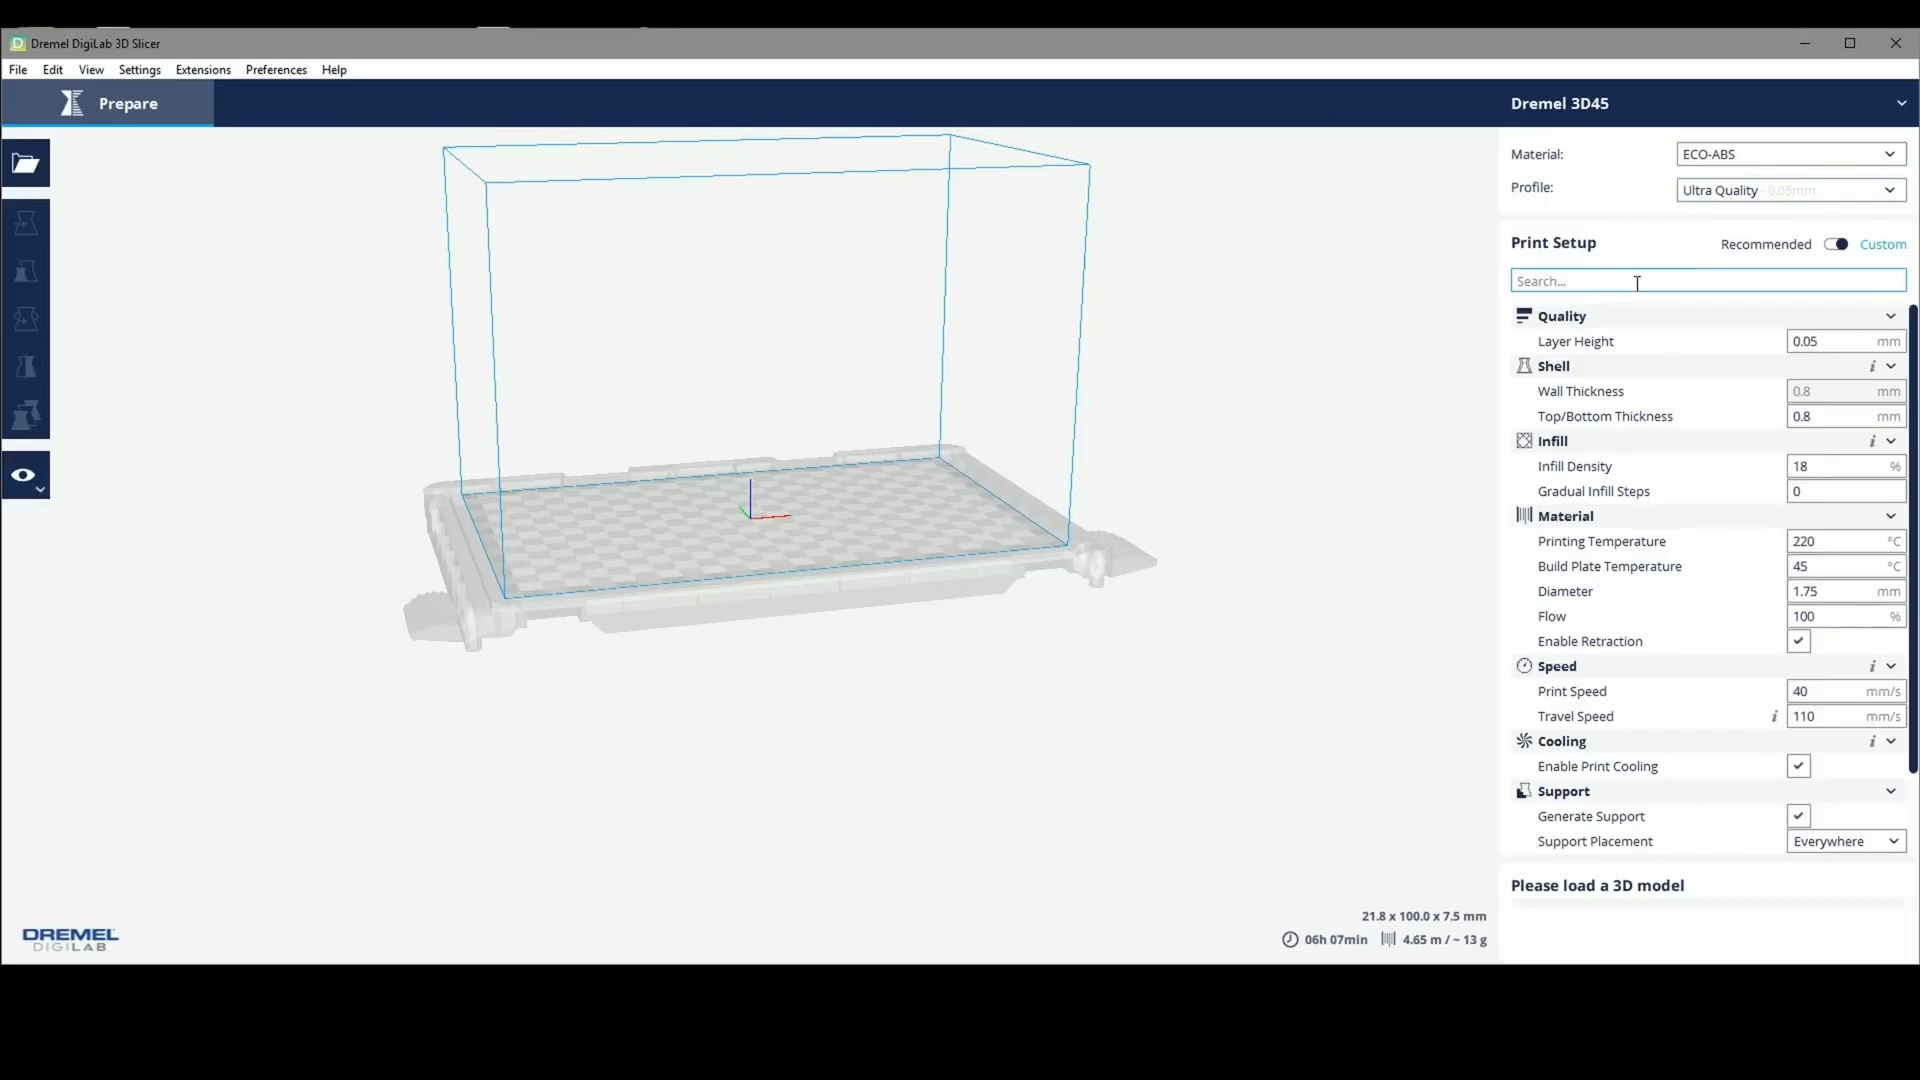 Dremel DigiLab 3D Slicer
File Edit View Settings Extensions Preferences Help
Prepare
Dremel 3D45
Material: ECO-ABS
Profile: Ultra Quality - 0.05mm
Print Setup Recommended Custom
Search...
Quality
Layer Height 0.05 mm
Shell i
Wall Thickness 0.8 mm
Top/Bottom Thickness 0.8 mm
Infill i
Infill Density 18 %
Gradual Infill Steps 0
Material
Printing Temperature 220 °C
Build Plate Temperature 45 °C
Diameter 1.75 mm
Flow 100 %
Enable Retraction
Speed i
Print Speed 40 mm/s
Travel Speed i 110 mm/s
Cooling i
Enable Print Cooling
Support
Generate Support
Support Placement Everywhere
Please load a 3D model
21.8 x 100.0 x 7.5 mm
06h 07min 4.65 m / ~ 13 g
DREMEL
DIGILAB